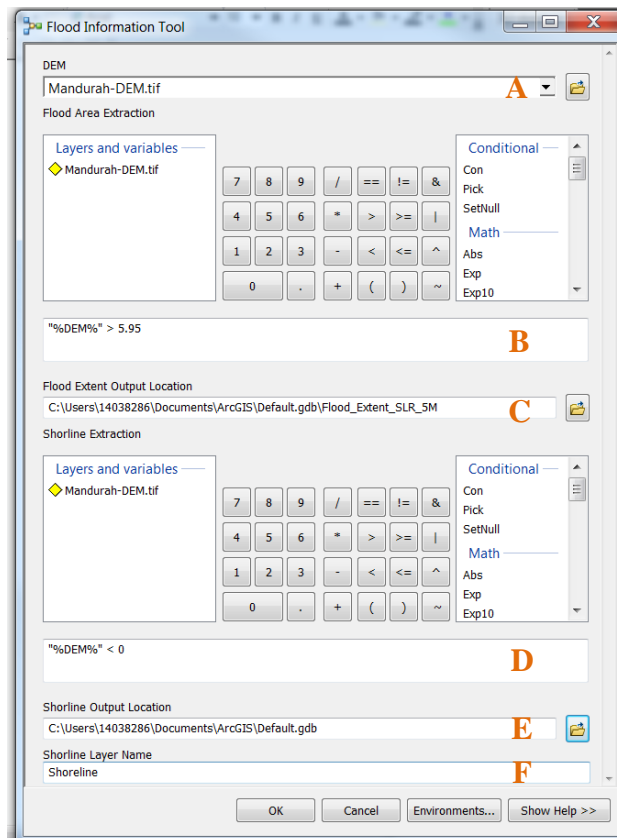 Flood Information Tool
DEM
Mandurah-DEM.tif A
Flood Area Extraction
Layers and variables
Mandurah-DEM.tif
7 8 9 / == != &
4 5 6 * > >= |
1 2 3 - < <= ^
0 . + ( ) ~
Conditional
Con
Pick
SetNull
Math
Abs
Exp
Exp10
"%DEM%" > 5.95
B
Flood Extent Output Location
C:\Users\14038286\Documents\ArcGIS\Default.gdb\Flood_Extent_SLR_5M C
Shorline Extraction
Layers and variables
Mandurah-DEM.tif
7 8 9 / == != &
4 5 6 * > >= |
1 2 3 - < <= ^
0 . + ( ) ~
Conditional
Con
Pick
SetNull
Math
Abs
Exp
Exp10
"%DEM%" < 0
D
Shorline Output Location
C:\Users\14038286\Documents\ArcGIS\Default.gdb E
Shorline Layer Name
Shoreline F
OK Cancel Environments... Show Help >>